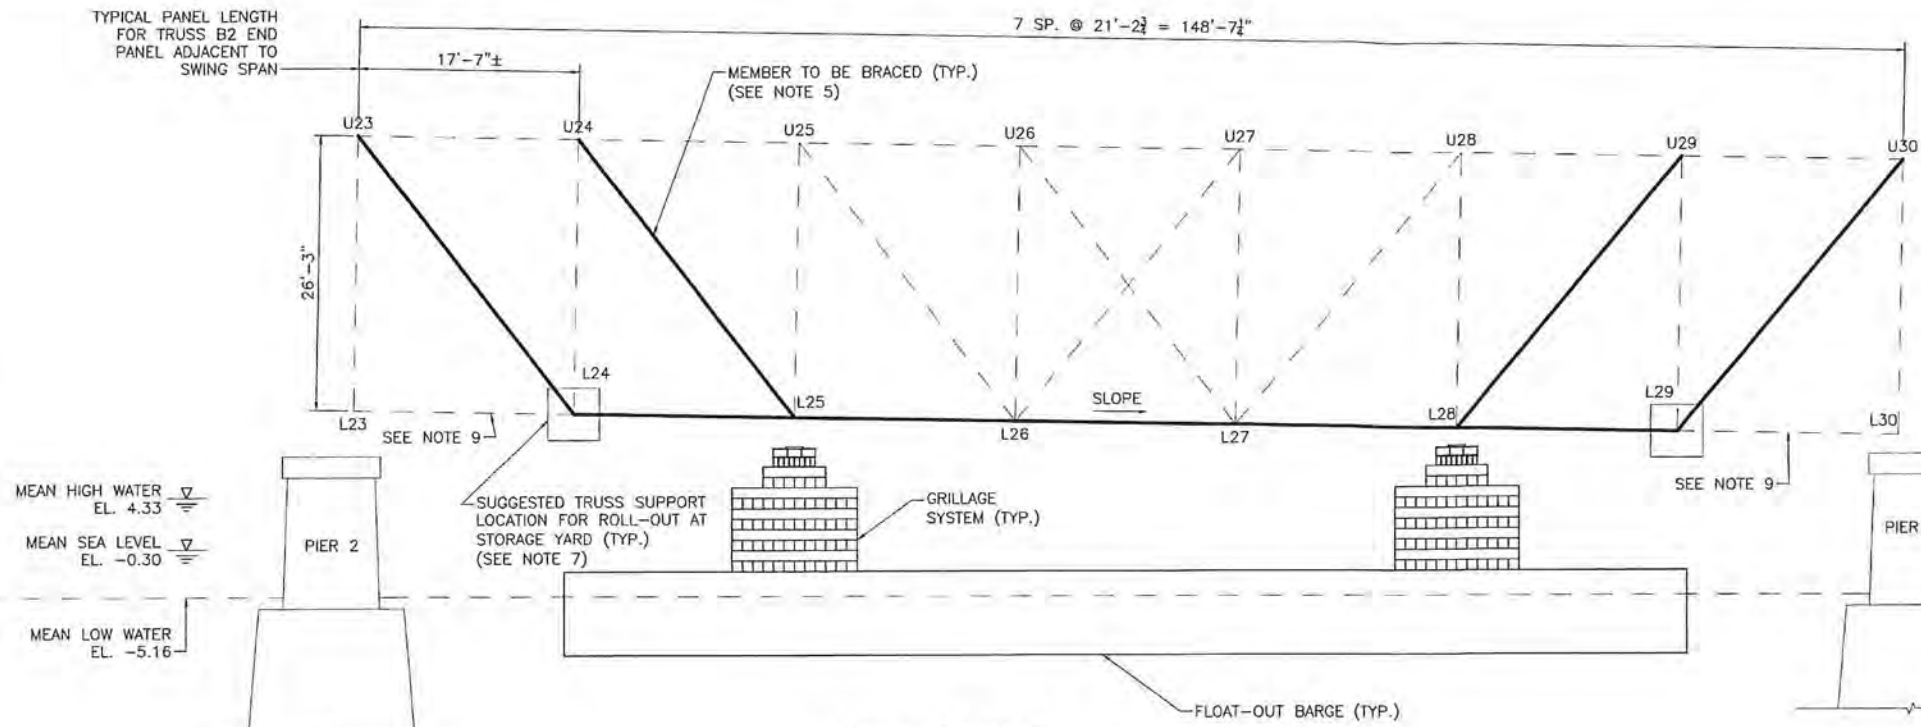 TYPICAL PANEL LENGTH
FOR TRUSS B2 END
PANEL ADJACENT TO
SWING SPAN
7 SP. @ 21'-2¾" = 148'-7¼"
17'-7"±
MEMBER TO BE BRACED (TYP.)
(SEE NOTE 5)
U23
U24
U25
U26
U27
U28
U29
U30
26'-3"
L23
L24
L25
L26
L27
L28
L29
L30
SLOPE
SEE NOTE 9
SEE NOTE 9
MEAN HIGH WATER
EL. 4.33
MEAN SEA LEVEL
EL. -0.30
MEAN LOW WATER
EL. -5.16
PIER 2
SUGGESTED TRUSS SUPPORT
LOCATION FOR ROLL-OUT AT
STORAGE YARD (TYP.)
(SEE NOTE 7)
GRILLAGE
SYSTEM (TYP.)
PIER
FLOAT-OUT BARGE (TYP.)